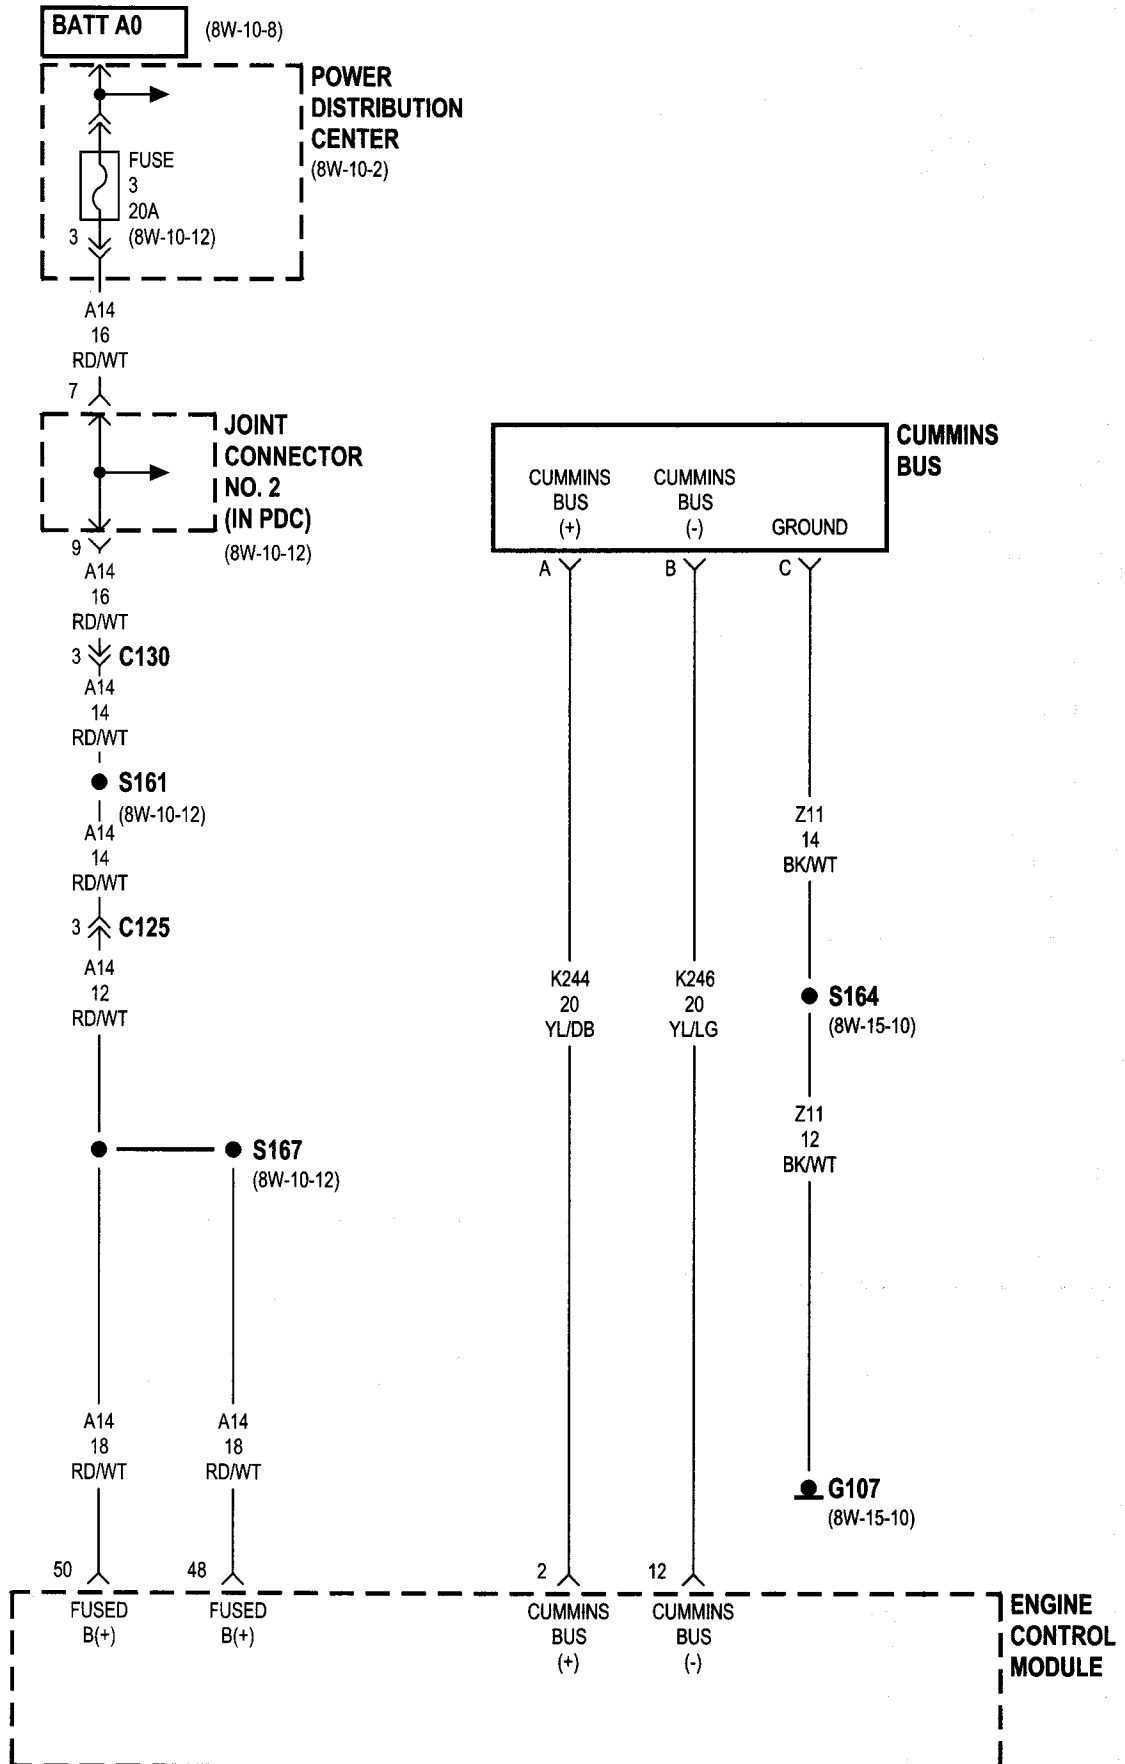 BATT A0
(8W-10-8)
POWER
DISTRIBUTION
CENTER
(8W-10-2)
FUSE
3
20A
(8W-10-12)
3
A14
16
RD/WT
7
JOINT
CONNECTOR
NO. 2
(IN PDC)
(8W-10-12)
9
A14
16
RD/WT
3
C130
A14
14
RD/WT
S161
(8W-10-12)
A14
14
RD/WT
3
C125
A14
12
RD/WT
S167
(8W-10-12)
A14
18
RD/WT
A14
18
RD/WT
50
48
FUSED
B(+)
FUSED
B(+)
CUMMINS
BUS
CUMMINS
BUS
(+)
CUMMINS
BUS
(-)
GROUND
A
B
C
K244
20
YL/DB
K246
20
YL/LG
Z11
14
BK/WT
S164
(8W-15-10)
Z11
12
BK/WT
G107
(8W-15-10)
2
12
CUMMINS
BUS
(+)
CUMMINS
BUS
(-)
ENGINE
CONTROL
MODULE